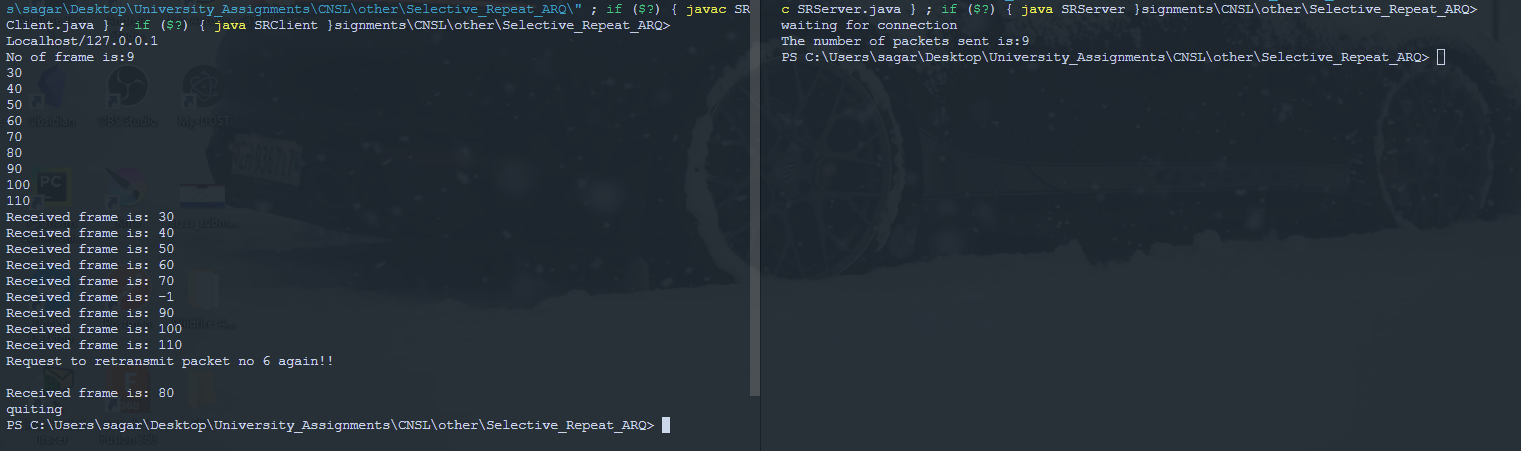 s\sagar\Desktop\University_Assignments\CNSL\other\Selective_Repeat_ARQ\" ; if ($?) { javac SR
Client.java } ; if ($?) { java SRClient }signments\CNSL\other\Selective_Repeat_ARQ>
Localhost/127.0.0.1
No of frame is:9
30
40
50
60
70
80
90
100
110
Received frame is: 30
Received frame is: 40
Received frame is: 50
Received frame is: 60
Received frame is: 70
Received frame is: -1
Received frame is: 90
Received frame is: 100
Received frame is: 110
Request to retransmit packet no 6 again!!
Received frame is: 80
quiting
PS C:\Users\sagar\Desktop\University_Assignments\CNSL\other\Selective_Repeat_ARQ>
c SRServer.java } ; if ($?) { java SRServer }signments\CNSL\other\Selective_Repeat_ARQ>
waiting for connection
The number of packets sent is:9
PS C:\Users\sagar\Desktop\University_Assignments\CNSL\other\Selective_Repeat_ARQ>